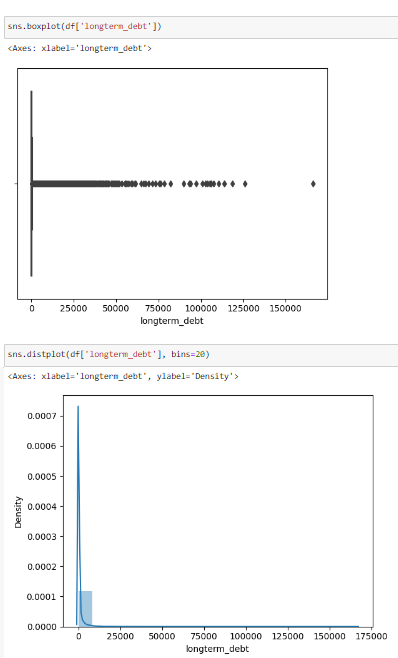 sns.boxplot(df['longterm_debt'])
<Axes: xlabel='longterm_debt'>
0 25000 50000 75000 100000 125000 150000
longterm_debt
sns.distplot(df['longterm_debt'], bins=20)
<Axes: xlabel='longterm_debt', ylabel='Density'>
0.0007
0.0006
0.0005
0.0004
0.0003
0.0002
0.0001
0.0000
Density
0 25000 50000 75000 100000 125000 150000 175000
longterm_debt